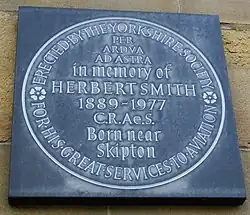 ERECTED BY THE YORKSHIRE SOCIETY
PER
ARDVA
AD ASTRA
in memory of
HERBERT SMITH
1889-1977
C.R.Ae.S.
Born near
Skipton
FOR HIS GREAT SERVICES TO AVIATION